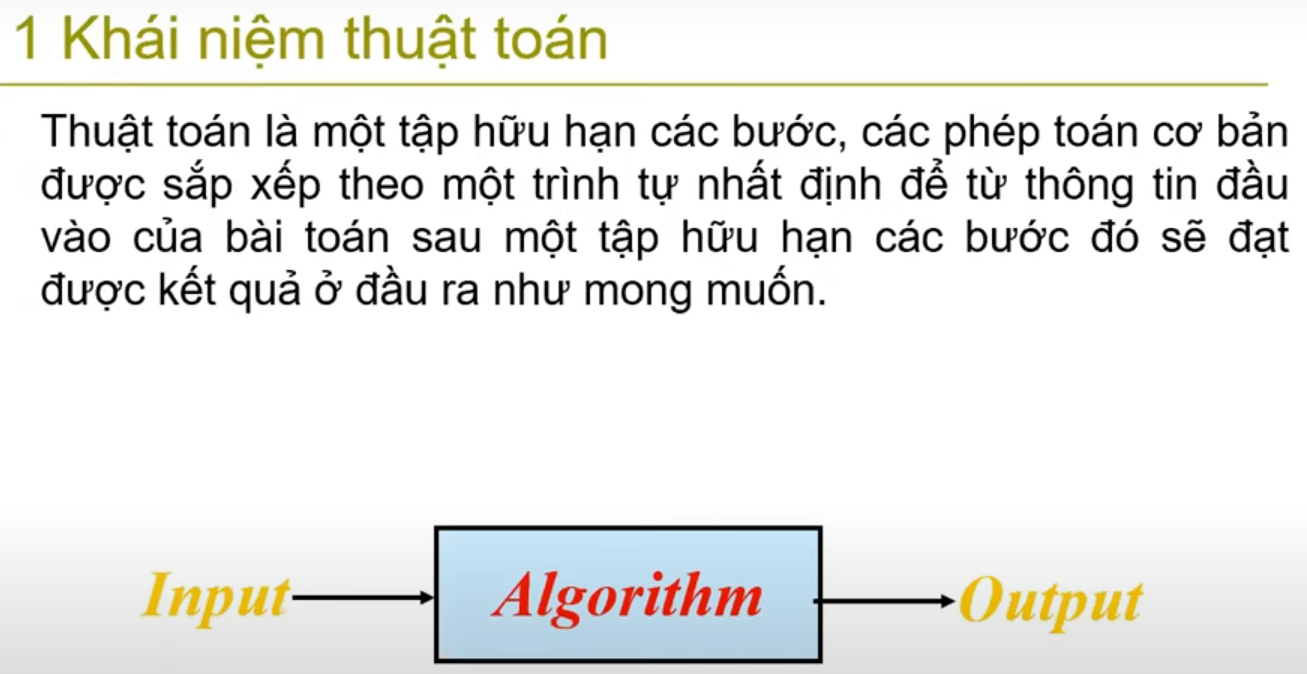 1 Khái niệm thuật toán
Thuật toán là một tập hữu hạn các bước, các phép toán cơ bản
được sắp xếp theo một trình tự nhất định để từ thông tin đầu
vào của bài toán sau một tập hữu hạn các bước đó sẽ đạt
được kết quả ở đầu ra như mong muốn.
Input Algorithm Output